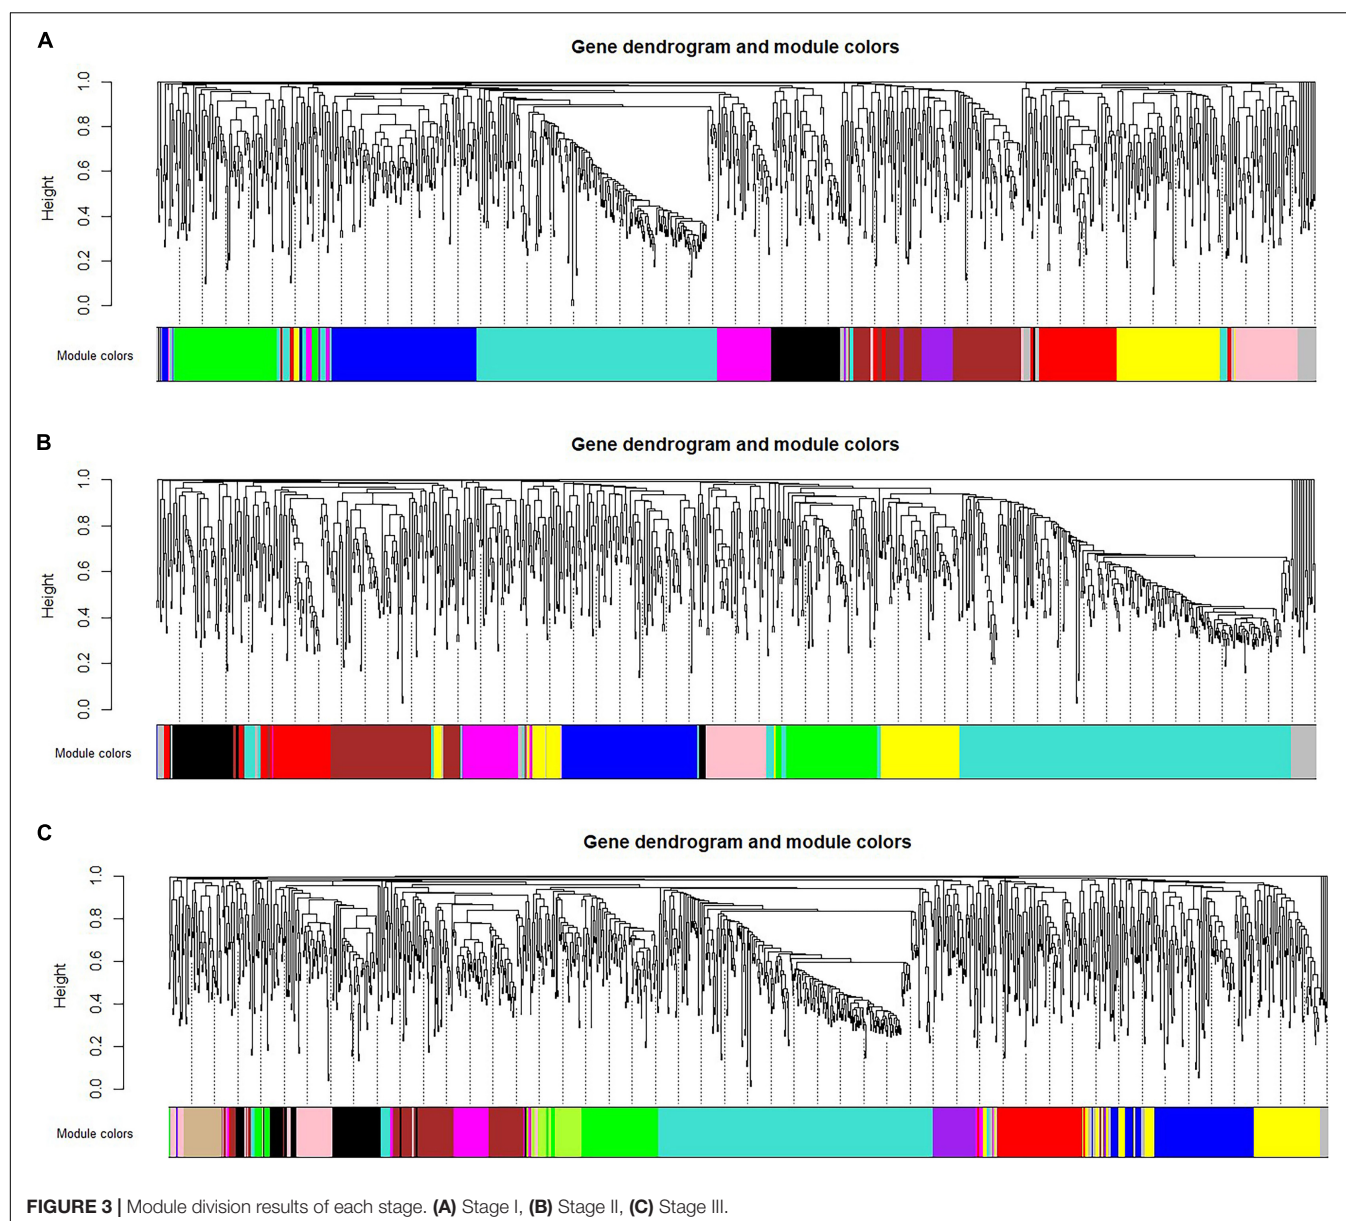 A
Gene dendrogram and module colors
Height
1.0
0.8
0.6
0.4
0.2
0.0
Module colors
B
Gene dendrogram and module colors
Height
1.0
0.8
0.6
0.4
0.2
0.0
Module colors
C
Gene dendrogram and module colors
Height
1.0
0.8
0.6
0.4
0.2
0.0
Module colors
FIGURE 3 | Module division results of each stage. (A) Stage I, (B) Stage II, (C) Stage III.